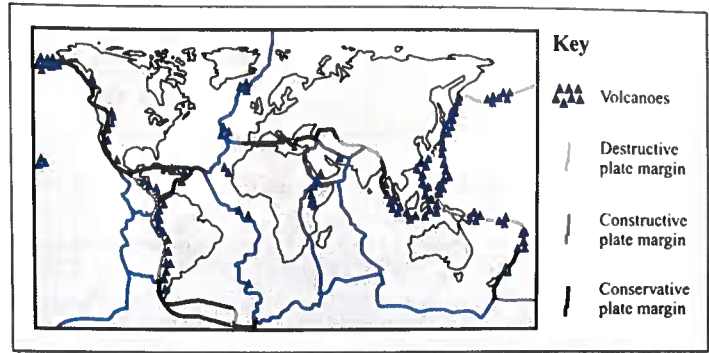 Key
Volcanoes
Destructive
plate margin
Constructive
plate margin
Conservative
plate margin